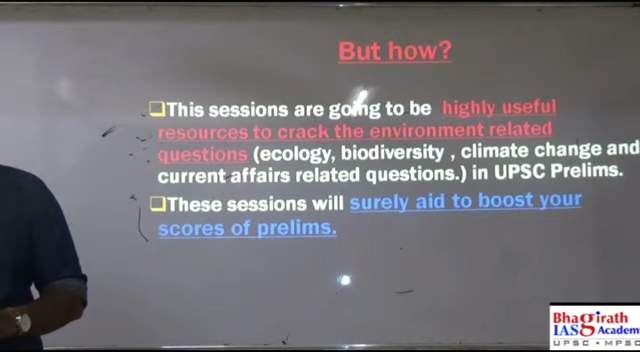 But how?
❑This sessions are going to be highly useful
resources to crack the environment related
questions (ecology, biodiversity , climate change and
current affairs related questions.) in UPSC Prelims.
❑These sessions will surely aid to boost your
scores of prelims.
Bhagirath
IAS Academy
UPSC • MPSC